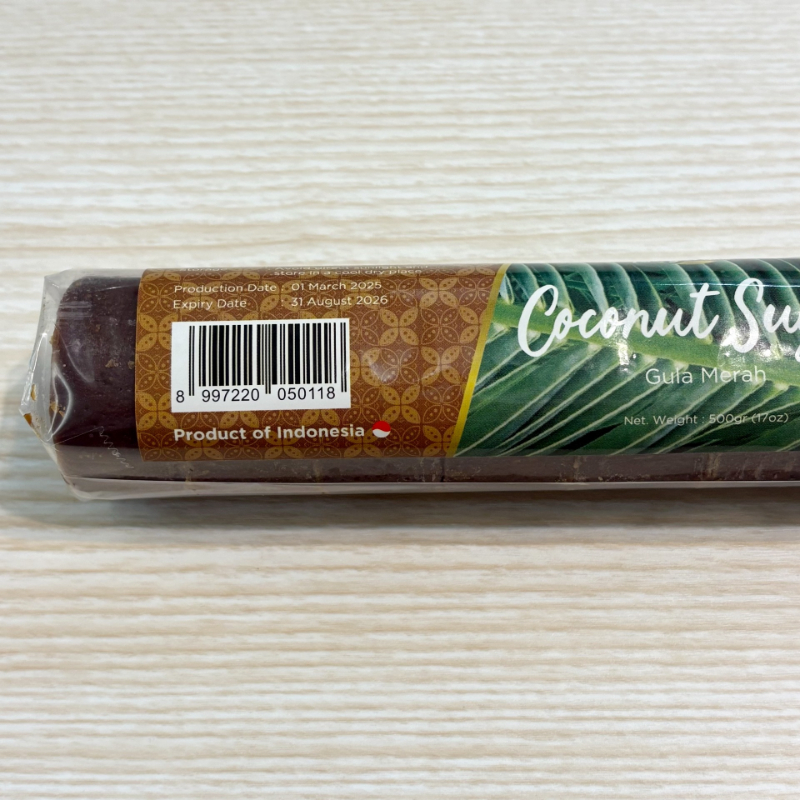 store in a cool dry place
Production Date : 01 March 2025
Expiry Date : 31 August 2026
8 997220 050118
Product of Indonesia
Coconut
Gula Merah
Net. Weight : 500gr (17oz)